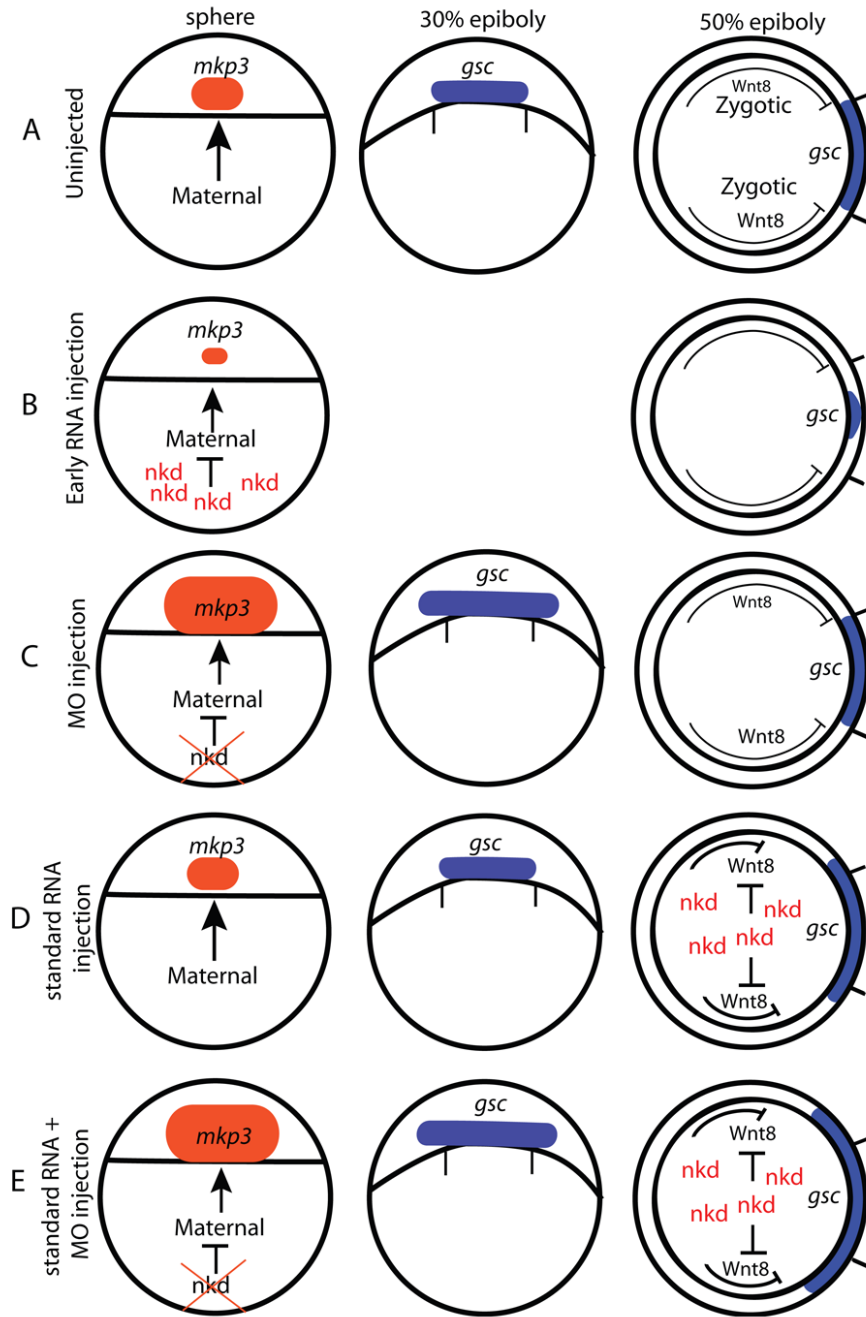 sphere
30% epiboly
50% epiboly
A
Uninjected
mkp3
Maternal
gsc
Wnt8
Zygotic
gsc
Zygotic
Wnt8
B
Early RNA injection
mkp3
Maternal
nkd
nkd
nkd
nkd
gsc
C
MO injection
mkp3
Maternal
nkd
gsc
Wnt8
gsc
Wnt8
D
standard RNA
injection
mkp3
Maternal
gsc
Wnt8
nkd
nkd
nkd
nkd
gsc
Wnt8
E
standard RNA +
MO injection
mkp3
Maternal
nkd
gsc
Wnt8
nkd
nkd
nkd
nkd
gsc
Wnt8